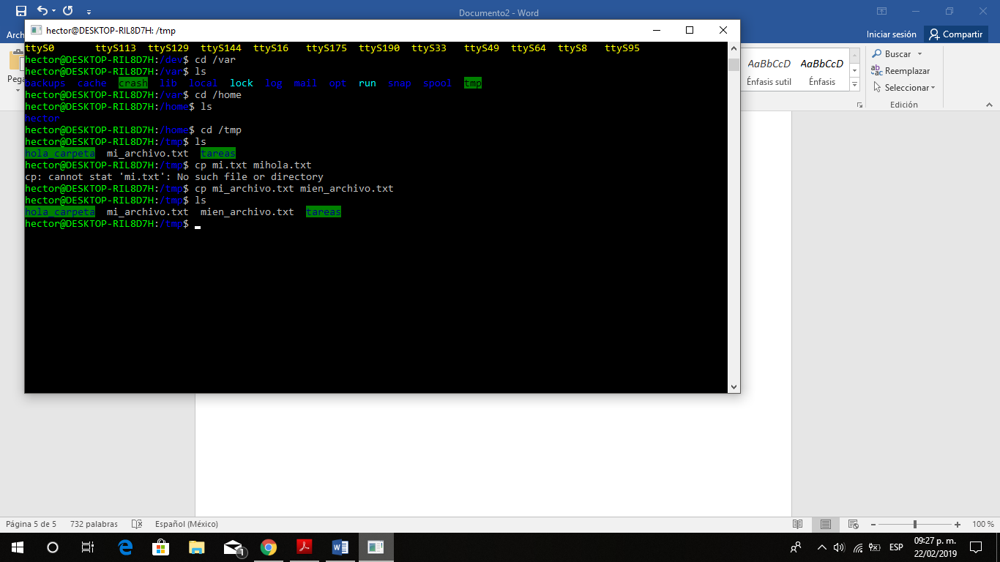 Documento2 - Word
Arch
Iniciar sesión
Compartir
hector@DESKTOP-RIL8D7H: /tmp
Pega
AaBbCcD AaBbCcD
Énfasis sutil Énfasis
Buscar
Reemplazar
Seleccionar
Edición
ttyS0 ttyS113 ttyS129 ttyS144 ttyS16 ttyS175 ttyS190 ttyS33 ttyS49 ttyS64 ttyS8 ttyS95
hector@DESKTOP-RIL8D7H:/dev$ cd /var
hector@DESKTOP-RIL8D7H:/var$ ls
backups cache crash lib local lock log mail opt run snap spool tmp
hector@DESKTOP-RIL8D7H:/var$ cd /home
hector@DESKTOP-RIL8D7H:/home$ ls
hector
hector@DESKTOP-RIL8D7H:/home$ cd /tmp
hector@DESKTOP-RIL8D7H:/tmp$ ls
hola_carpeta mi_archivo.txt tareas
hector@DESKTOP-RIL8D7H:/tmp$ cp mi.txt mihola.txt
cp: cannot stat 'mi.txt': No such file or directory
hector@DESKTOP-RIL8D7H:/tmp$ cp mi_archivo.txt mien_archivo.txt
hector@DESKTOP-RIL8D7H:/tmp$ ls
hola_carpeta mi_archivo.txt mien_archivo.txt tareas
hector@DESKTOP-RIL8D7H:/tmp$
Página 5 de 5 732 palabras Español (México)
100 %
1
ESP
09:27 p. m.
22/02/2019